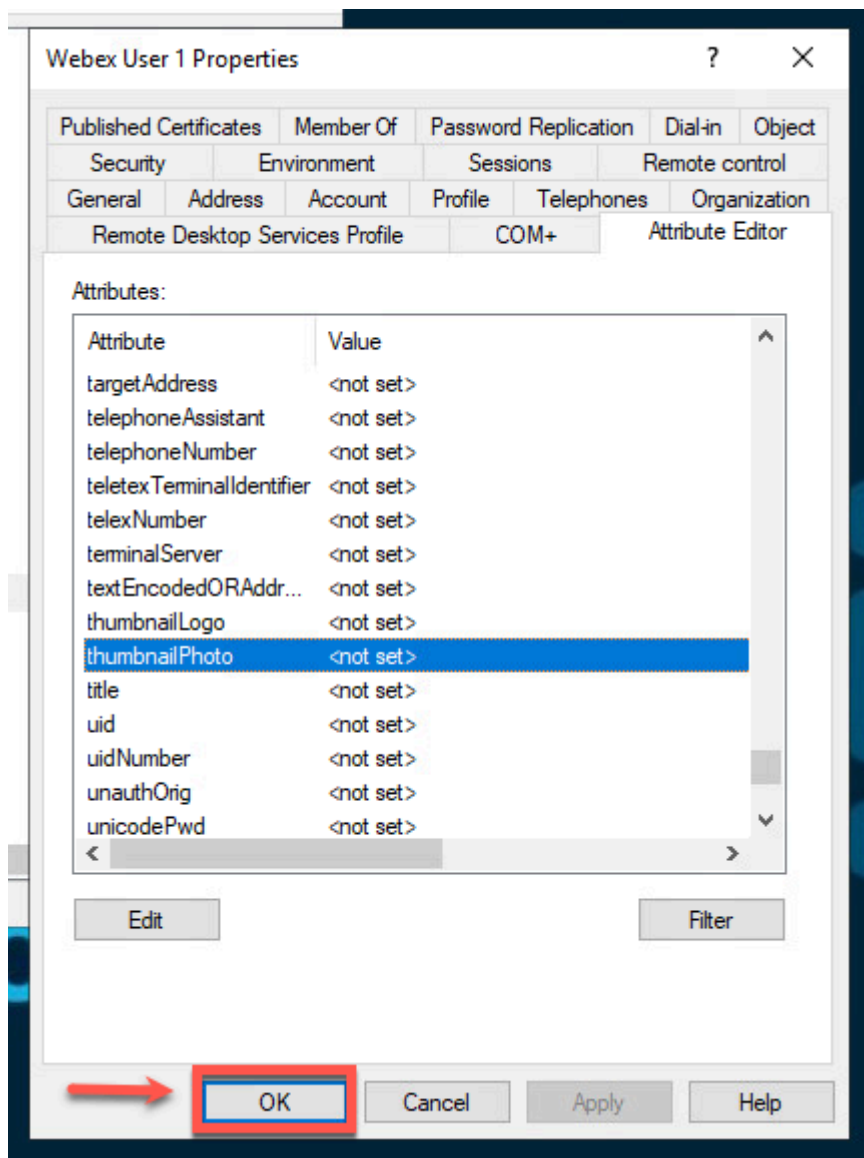 Webex User 1 Properties ?
Published Certificates Member Of Password Replication Dial-in Object
Security Environment Sessions Remote control
General Address Account Profile Telephones Organization
Remote Desktop Services Profile COM+ Attribute Editor
Attributes:
Attribute Value
targetAddress <not set>
telephoneAssistant <not set>
telephoneNumber <not set>
teletexTerminalIdentifier <not set>
telexNumber <not set>
terminalServer <not set>
textEncodedORAddr... <not set>
thumbnailLogo <not set>
thumbnailPhoto <not set>
title <not set>
uid <not set>
uidNumber <not set>
unauthOrig <not set>
unicodePwd <not set>
Edit Filter
OK Cancel Apply Help